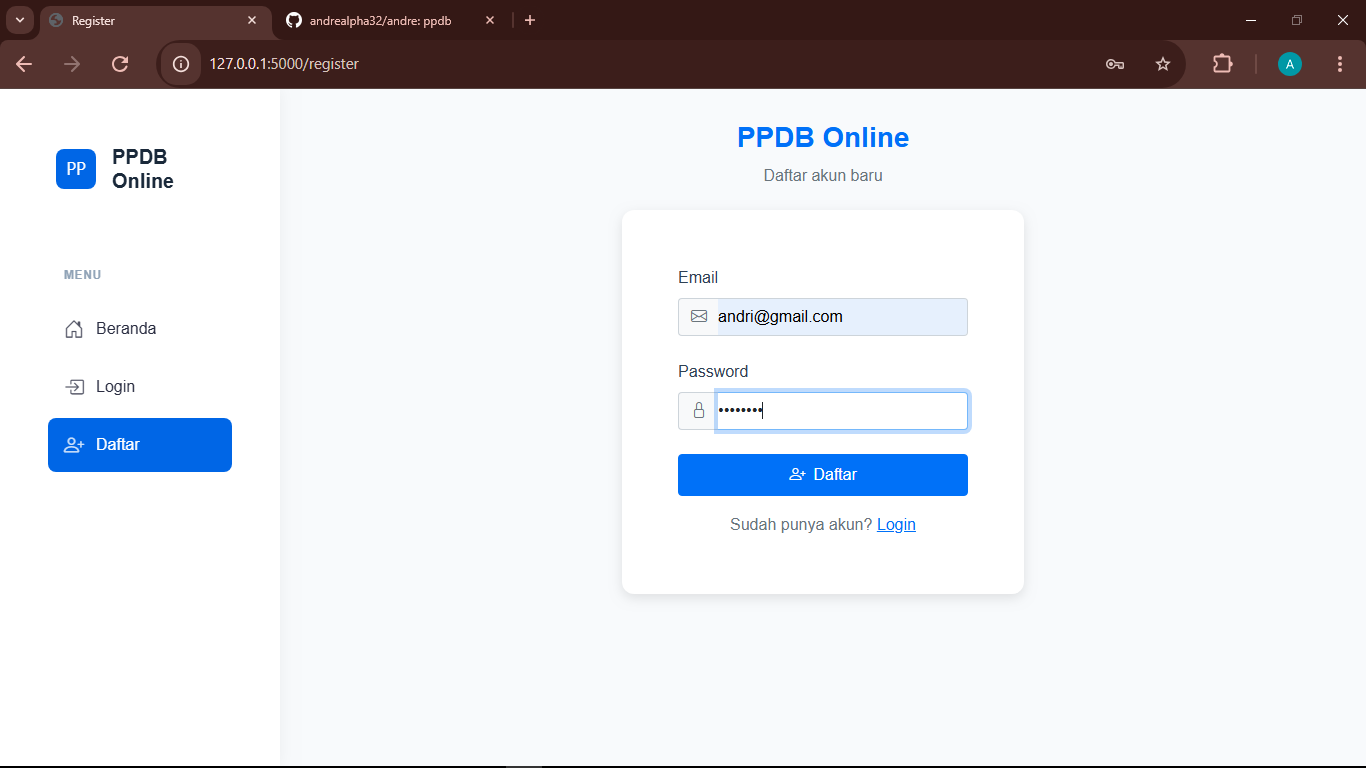 Register
andrealpha32/andre: ppdb
127.0.0.1:5000/register
A
PP
PPDB
Online
MENU
Beranda
Login
Daftar
PPDB Online
Daftar akun baru
Email
andri@gmail.com
Password
••••••••
Daftar
Sudah punya akun? Login